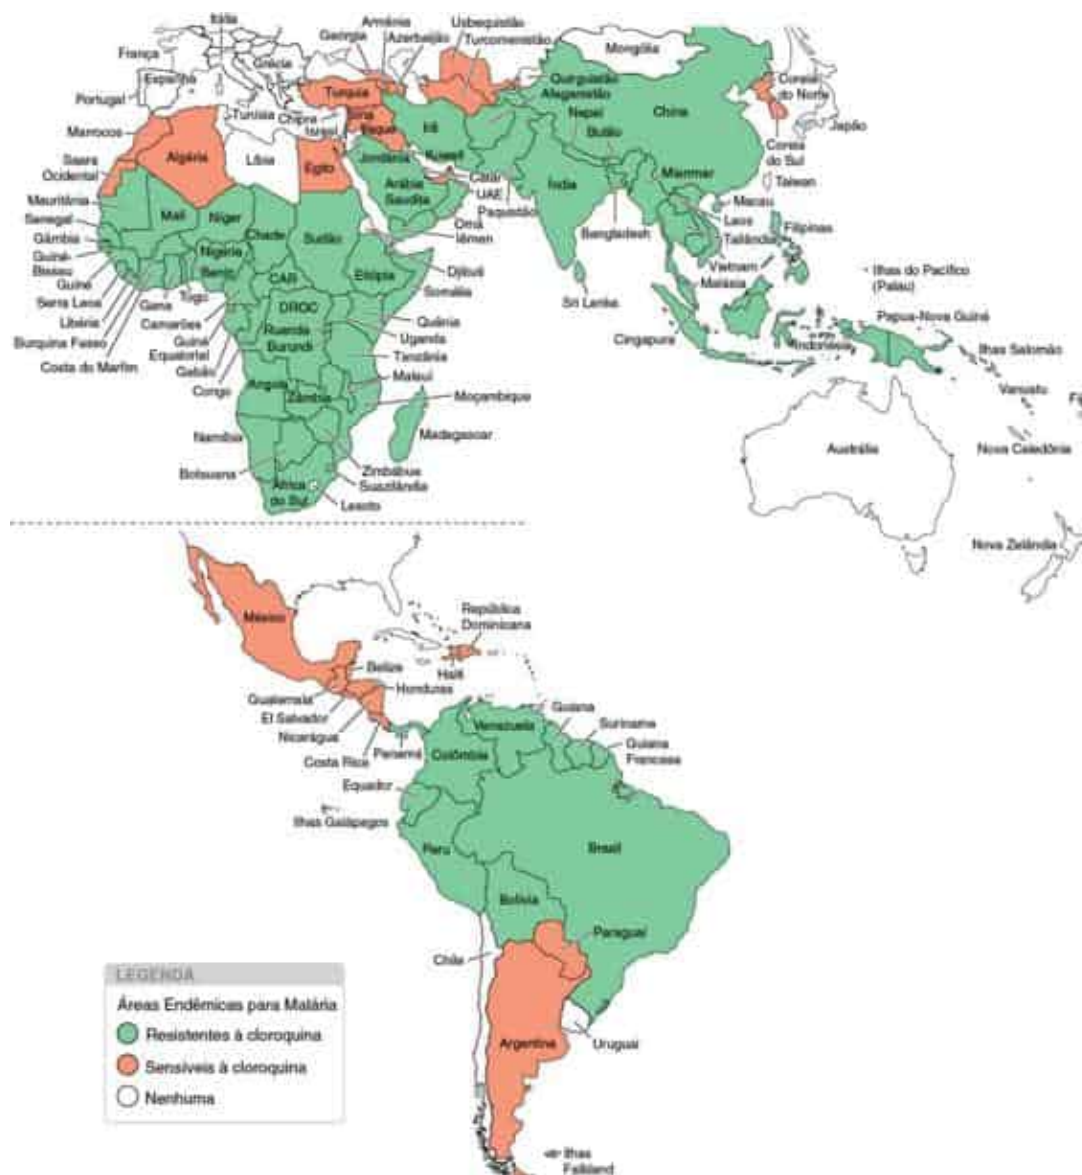 Itália
Armênia
Georgia
Azerbeijão
Usbequistão
Turcomenistão
França
Grécia
Mongólia
Espanha
Portugal
Turquia
Quirguistão
Afeganistão
Coreia
do Norte
Tunísia
Chipre
Síria
Israel
Iraque
Irã
Nepal
Butão
China
Japão
Marrocos
Saara
Ocidental
Argélia
Líbia
Egito
Jordânia
Kuwait
Coreia
do Sul
Arábia
Saudita
Catar
UAE
Paquistão
Índia
Mianmar
Taiwan
Macau
Mauritânia
Senegal
Mali
Níger
Chade
Sudão
Omã
Iêmen
Bangladesh
Laos
Tailândia
Filipinas
Gâmbia
Guiné-
Bissau
Guiné
Nigéria
Benin
CAR
Etiópia
Djibuti
Somália
Vietnam
Malásia
Sri Lanka
Ilhas do Pacífico
(Palau)
Serra Leoa
Gana
Togo
Libéria
Camarões
Burquina Fasso
Guiné
Equatorial
Costa do Marfim
Gabão
Congo
DROC
Ruanda
Burundi
Quênia
Uganda
Tanzânia
Malaui
Cingapura
Indonésia
Papua-Nova Guiné
Ilhas Salomão
Vanuatu
Fiji
Angola
Zâmbia
Moçambique
Namíbia
Madagascar
Austrália
Nova Caledônia
Botsuana
África
do Sul
Zimbábue
Suazilândia
Lesoto
Nova Zelândia
México
República
Dominicana
Belize
Haiti
Guatemala
Honduras
El Salvador
Nicarágua
Costa Rica
Panamá
Venezuela
Guiana
Suriname
Guiana
Francesa
Colômbia
Equador
Ilhas Galápagos
Peru
Brasil
Bolívia
Paraguai
Chile
Argentina
Uruguai
Ilhas
Falkland
LEGENDA
Áreas Endêmicas para Malária
Resistentes à cloroquina
Sensíveis à cloroquina
Nenhuma